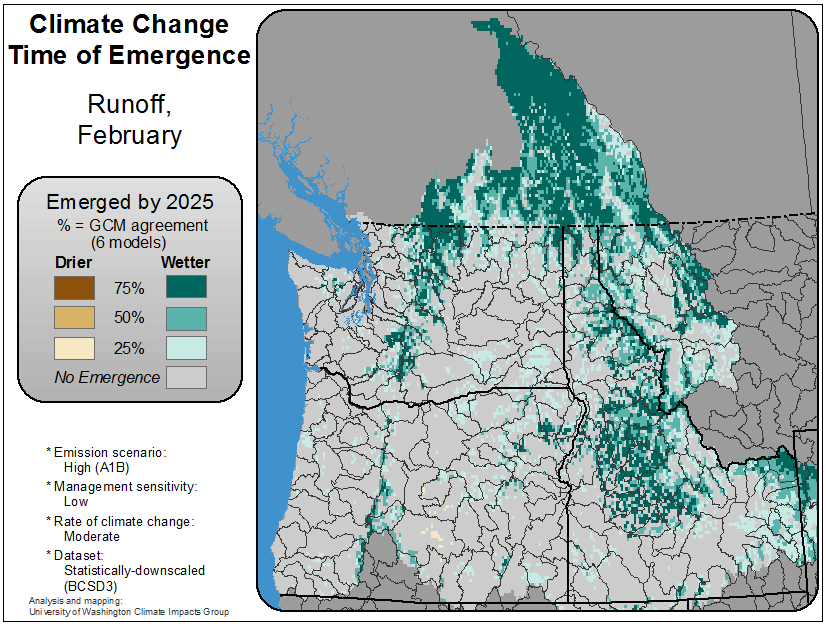 Climate Change
Time of Emergence
Runoff,
February
Emerged by 2025
% = GCM agreement
(6 models)
Drier Wetter
75%
50%
25%
No Emergence
* Emission scenario:
High (A1B)
* Management sensitivity:
Low
* Rate of climate change:
Moderate
* Dataset:
Statistically-downscaled
(BCSD3)
Analysis and mapping:
University of Washington Climate Impacts Group